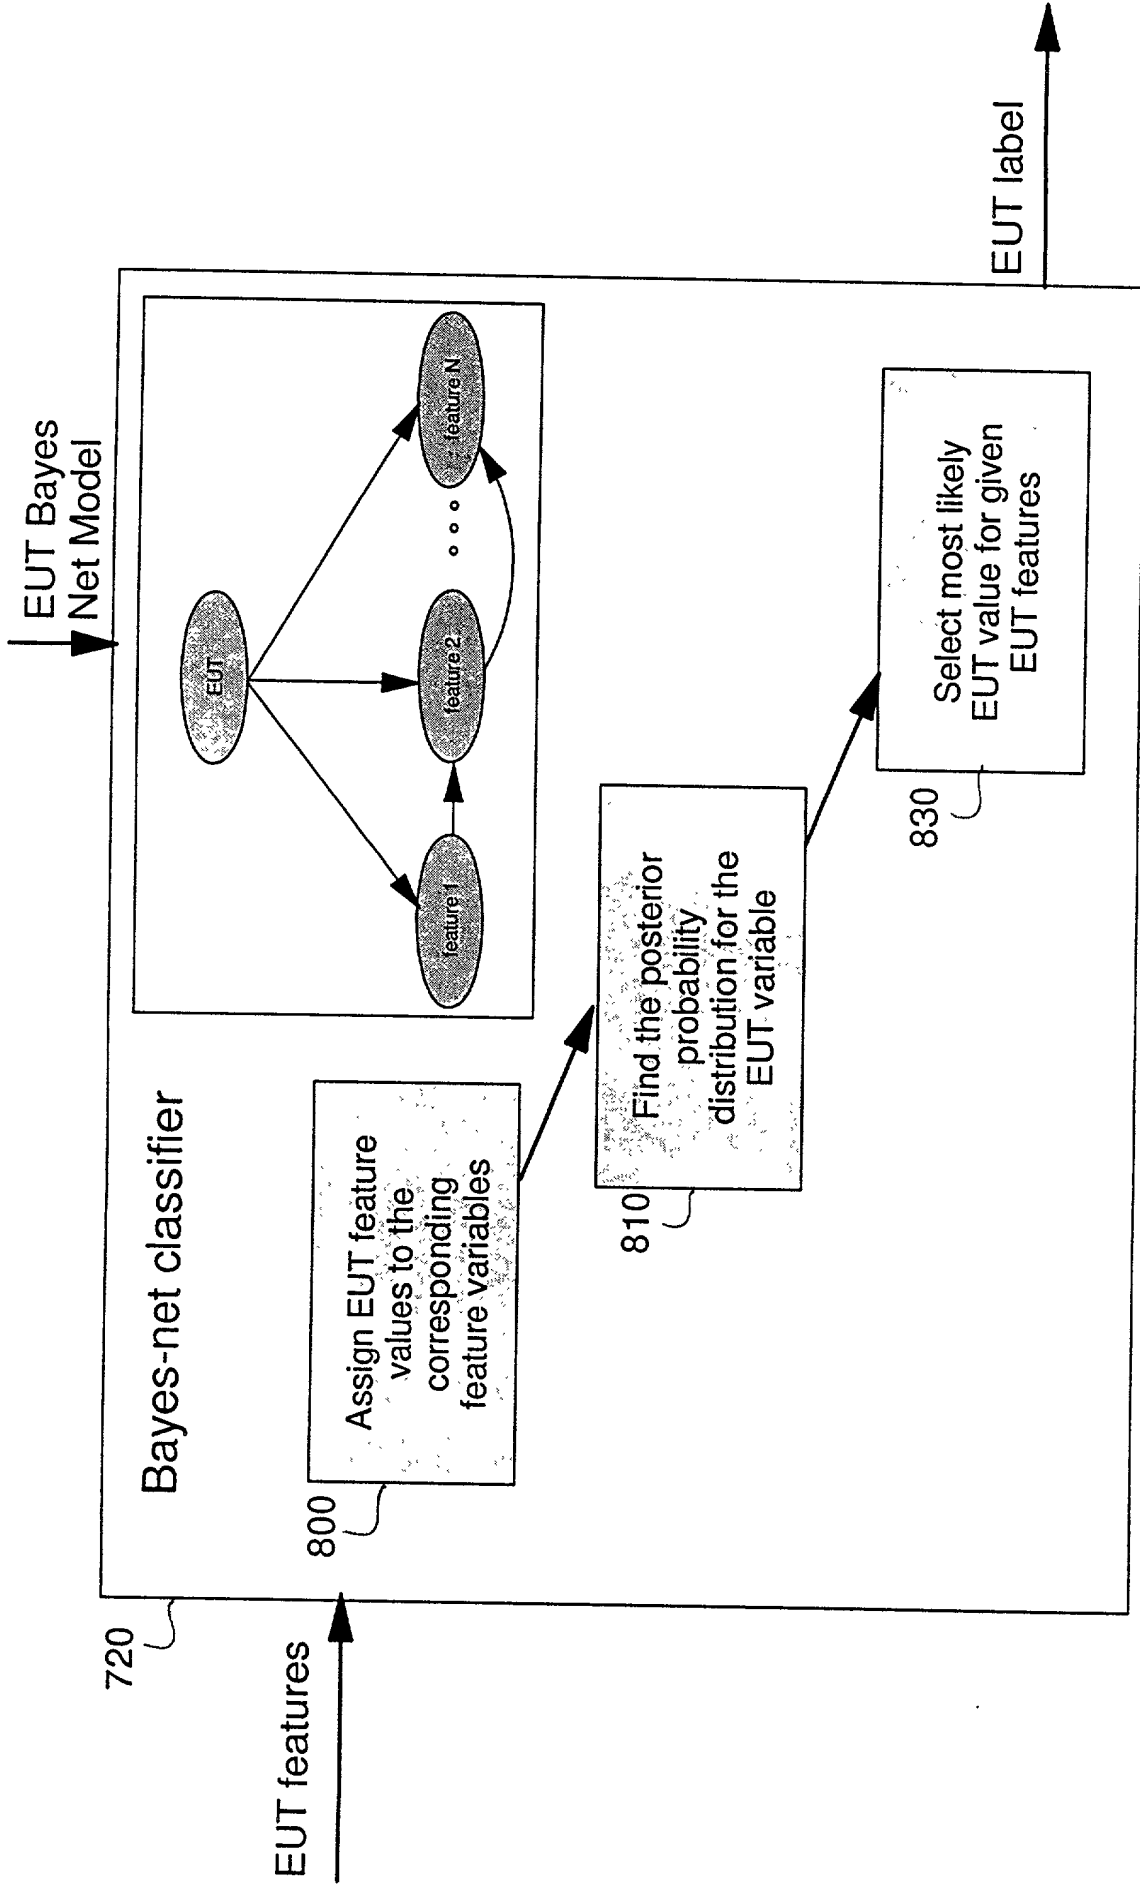 EUT Bayes
Net Model
EUT
feature 1
feature 2
feature N
Bayes-net classifier
720
EUT features
800
Assign EUT feature
values to the
corresponding
feature variables
810
Find the posterior
probability
distribution for the
EUT variable
830
Select most likely
EUT value for given
EUT features
EUT label